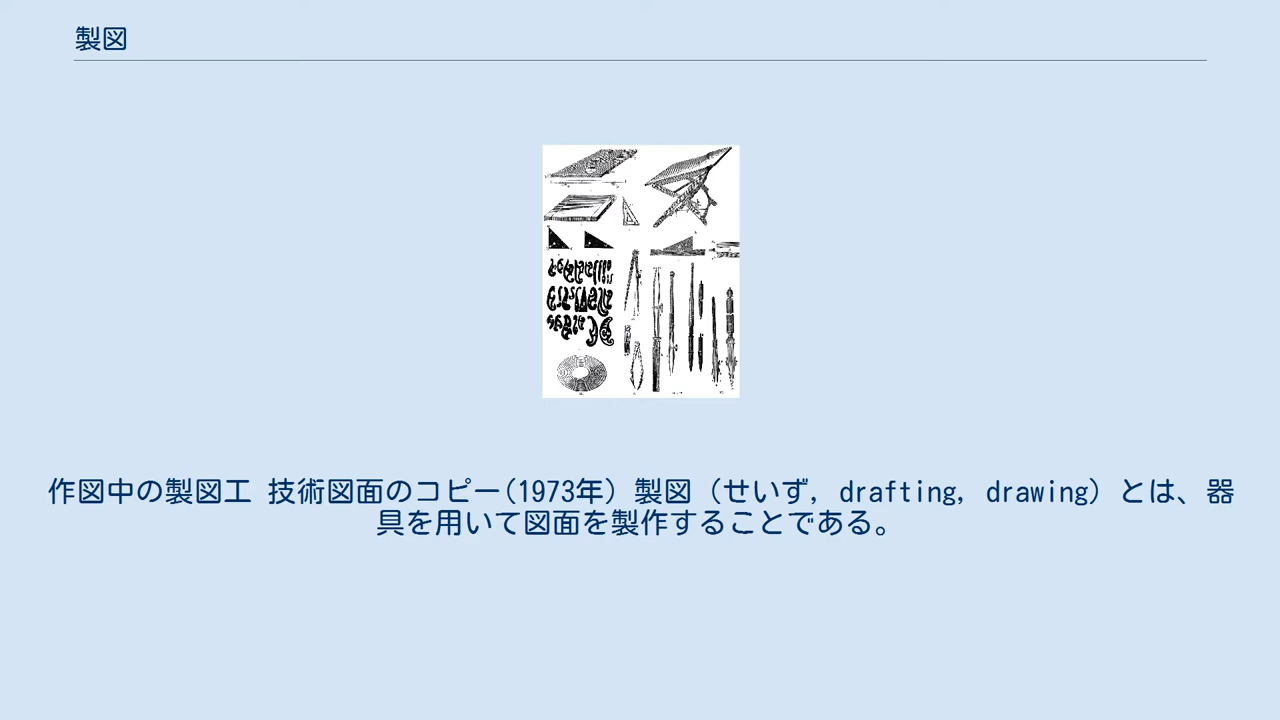 製図
作図中の製図工 技術図面のコピー(1973年) 製図（せいず, drafting, drawing）とは、器
具を用いて図面を製作することである。